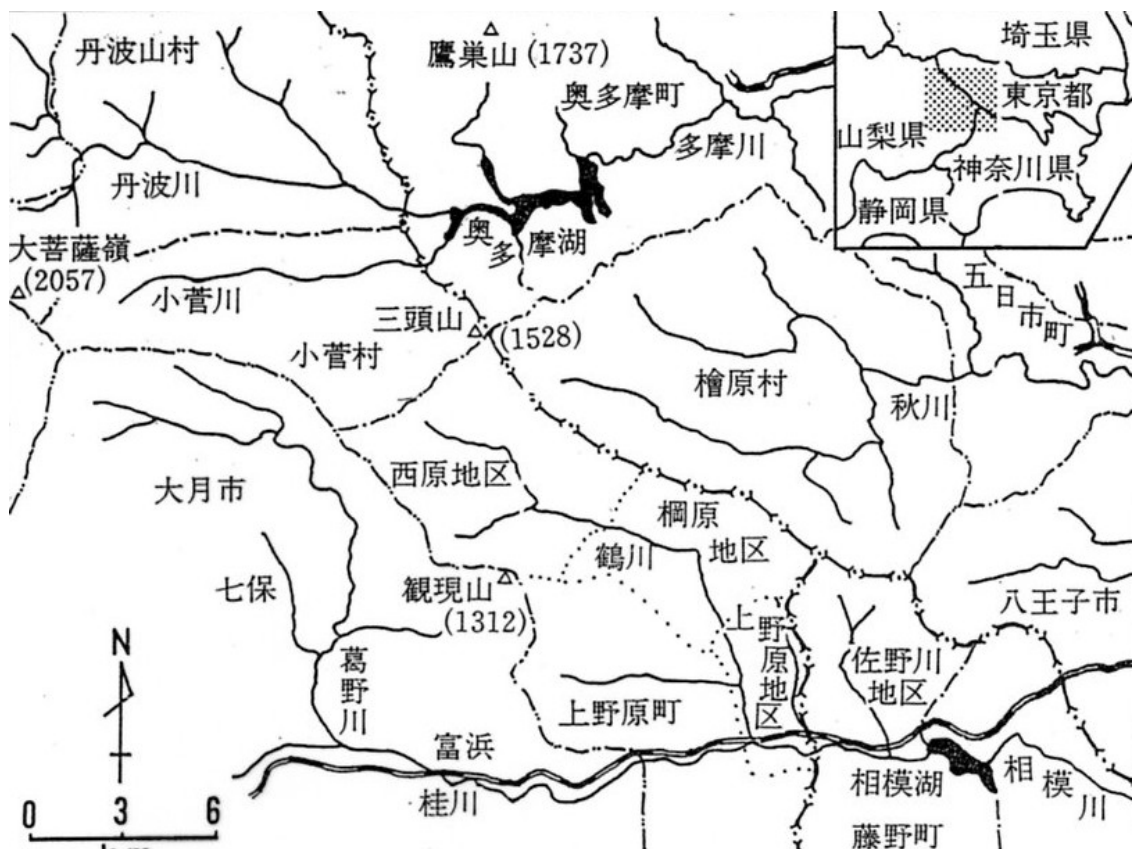 丹波山村
鷹巣山 (1737)
奥多摩町
多摩川
埼玉県
東京都
山梨県
神奈川県
静岡県
丹波川
大菩薩嶺
(2057)
奥多摩湖
小菅川
三頭山
(1528)
小菅村
五日市町
檜原村
秋川
大月市
西原地区
棡原
地区
鶴川
七保
観現山
(1312)
上野原地区
佐野川
地区
八王子市
N
葛野川
上野原町
富浜
桂川
相模湖
相模川
藤野町
0 3 6